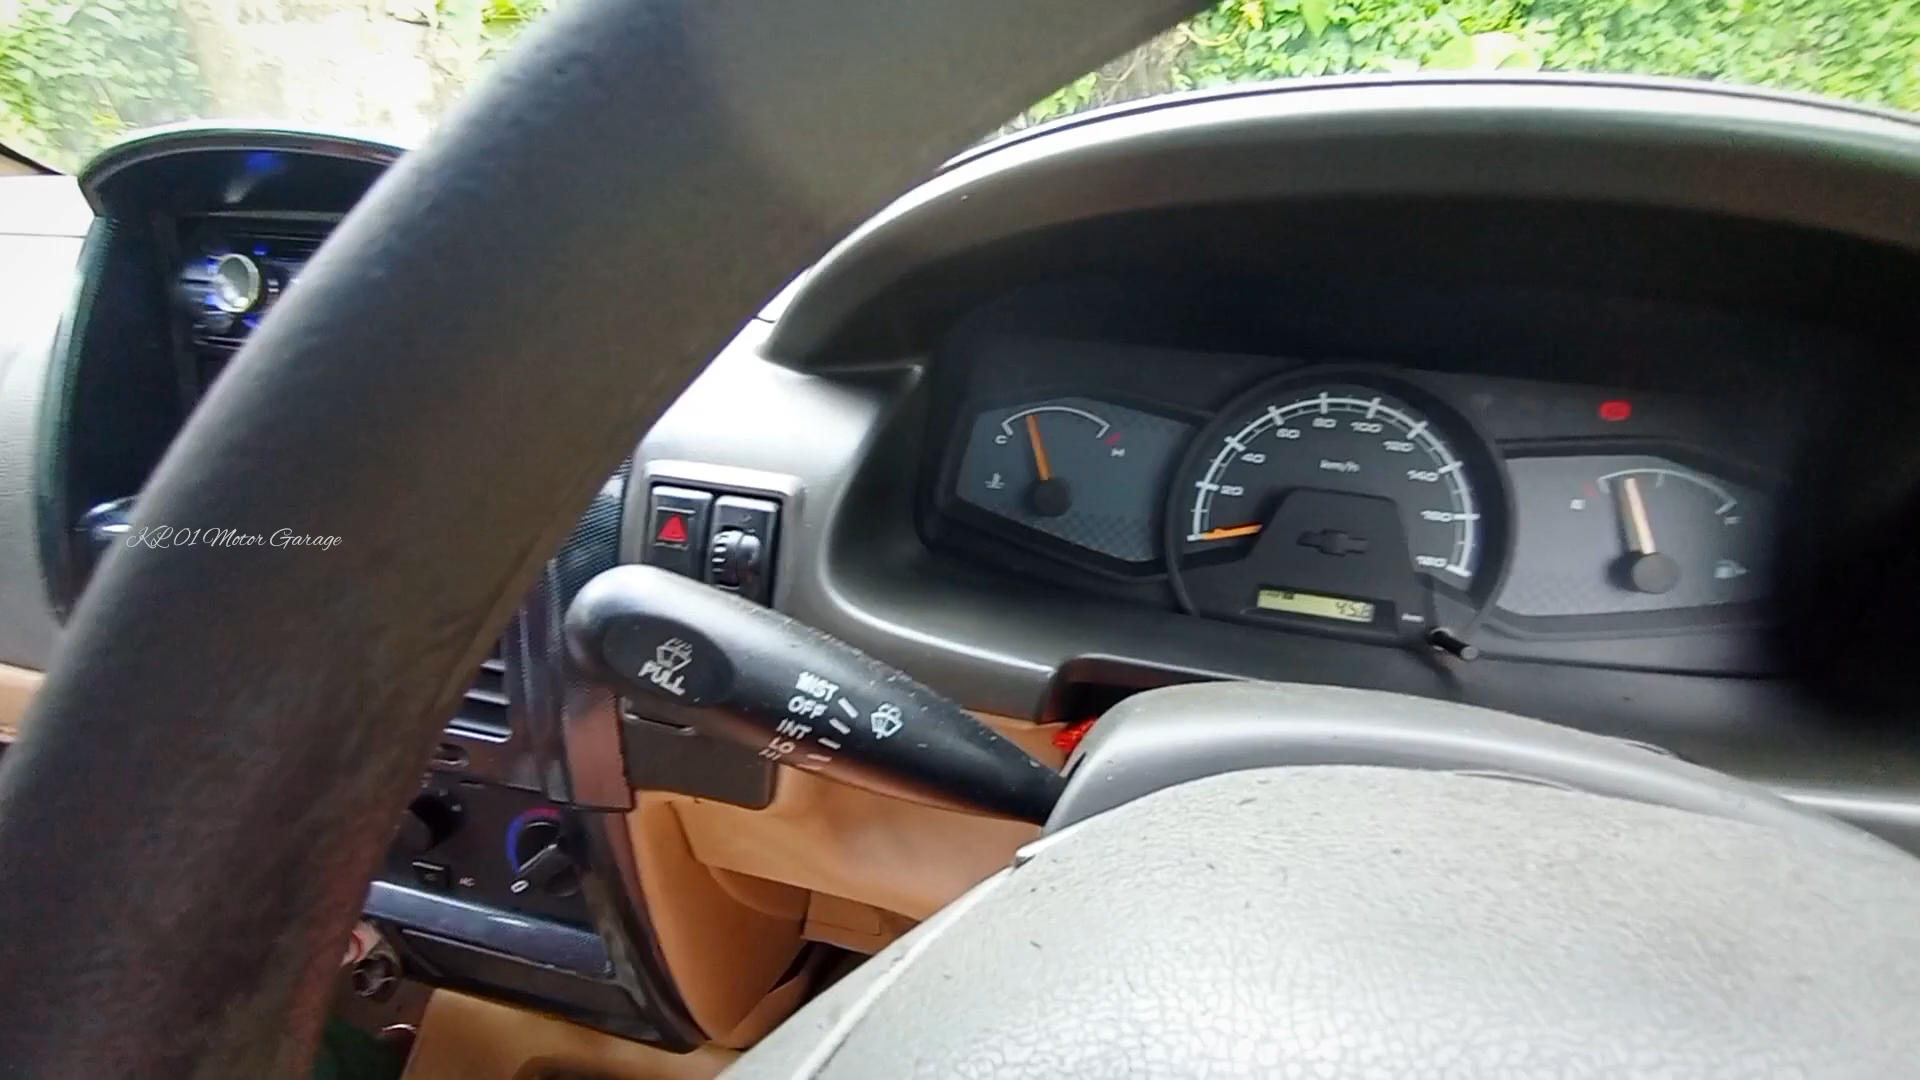 KL 01 Motor Garage
C
H
20
40
60
80
100
120
140
160
180
km/h
E
F
PULL
MIST
OFF
INT
LO
0